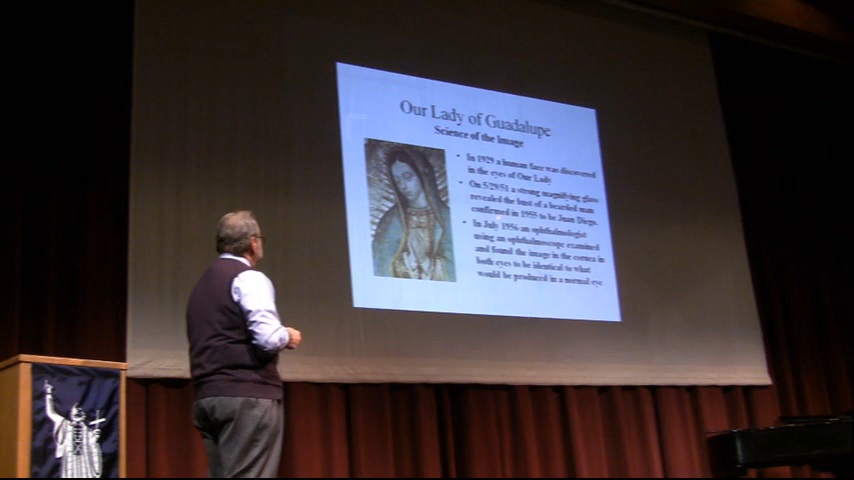 Our Lady of Guadalupe
Science of the Image
• In 1929 a human face was discovered
in the eyes of Our Lady
• On 5/29/51 a strong magnifying glass
revealed the bust of a bearded man
confirmed in 1955 to be Juan Diego.
• In July 1956 an ophthalmologist
using an ophthalmoscope examined
and found the image in the cornea in
both eyes to be identical to what
would be produced in a normal eye